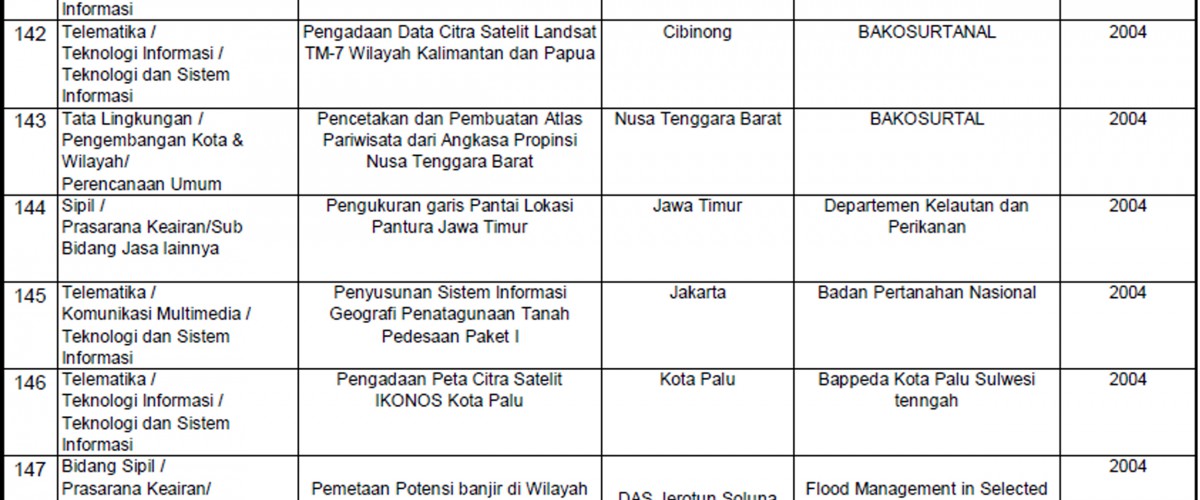 Informasi
142
Telematika /
Teknologi Informasi /
Teknologi dan Sistem
Informasi
Pengadaan Data Citra Satelit Landsat
TM-7 Wilayah Kalimantan dan Papua
Cibinong
BAKOSURTANAL
2004
143
Tata Lingkungan /
Pengembangan Kota &
Wilayah/
Perencanaan Umum
Pencetakan dan Pembuatan Atlas
Pariwisata dari Angkasa Propinsi
Nusa Tenggara Barat
Nusa Tenggara Barat
BAKOSURTAL
2004
144
Sipil /
Prasarana Keairan/Sub
Bidang Jasa lainnya
Pengukuran garis Pantai Lokasi
Pantura Jawa Timur
Jawa Timur
Departemen Kelautan dan
Perikanan
2004
145
Telematika /
Komunikasi Multimedia /
Teknologi dan Sistem
Informasi
Penyusunan Sistem Informasi
Geografi Penatagunaan Tanah
Pedesaan Paket I
Jakarta
Badan Pertanahan Nasional
2004
146
Telematika /
Teknologi Informasi /
Teknologi dan Sistem
Informasi
Pengadaan Peta Citra Satelit
IKONOS Kota Palu
Kota Palu
Bappeda Kota Palu Sulwesi
tenngah
2004
147
Bidang Sipil /
Prasarana Keairan/
Pemetaan Potensi banjir di Wilayah
DAS Jerotun Soluna
Flood Management in Selected
2004